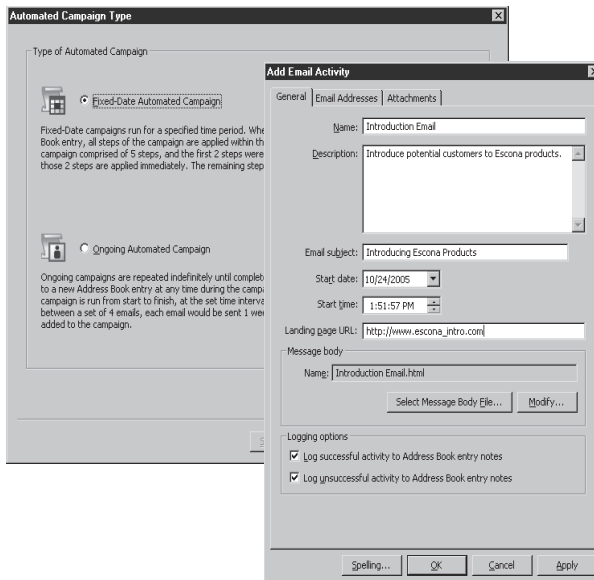 Automated Campaign Type
Type of Automated Campaign
Fixed-Date Automated Campaign
Fixed-Date campaigns run for a specified time period. Whe
Book entry, all steps of the campaign are applied within th
campaign comprised of 5 steps, and the first 2 steps were
those 2 steps are applied immediately. The remaining step
Ongoing Automated Campaign
Ongoing campaigns are repeated indefinitely until complet
to a new Address Book entry at any time during the campa
campaign is run from start to finish, at the set time interva
between a set of 4 emails, each email would be sent 1 wee
added to the campaign.
Add Email Activity
General Email Addresses Attachments
Name: Introduction Email
Description: Introduce potential customers to Escona products.
Email subject: Introducing Escona Products
Start date: 10/24/2005
Start time: 1:51:57 PM
Landing page URL: http://www.escona_intro.com
Message body
Name: Introduction Email.html
Select Message Body File... Modify...
Logging options
Log successful activity to Address Book entry notes
Log unsuccessful activity to Address Book entry notes
Spelling... OK Cancel Apply